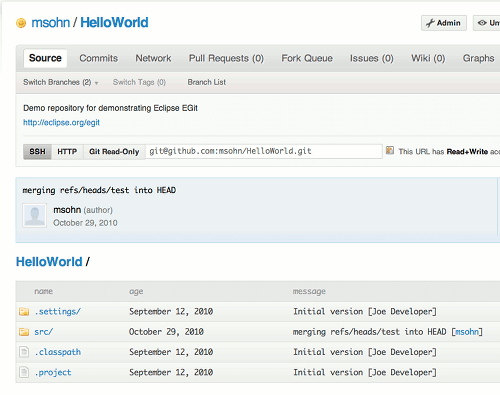 msohn / HelloWorld Admin
Source Commits Network Pull Requests (0) Fork Queue Issues (0) Wiki (0) Graphs
Switch Branches (2) Switch Tags (0) Branch List
Demo repository for demonstrating Eclipse EGit
http://eclipse.org/egit
SSH HTTP Git Read-Only git@github.com:msohn/HelloWorld.git This URL has Read+Write
merging refs/heads/test into HEAD
msohn (author)
October 29, 2010
HelloWorld /
name age message
.settings/ September 12, 2010 Initial version [Joe Developer]
src/ October 29, 2010 merging refs/heads/test into HEAD [msohn]
.classpath September 12, 2010 Initial version [Joe Developer]
.project September 12, 2010 Initial version [Joe Developer]